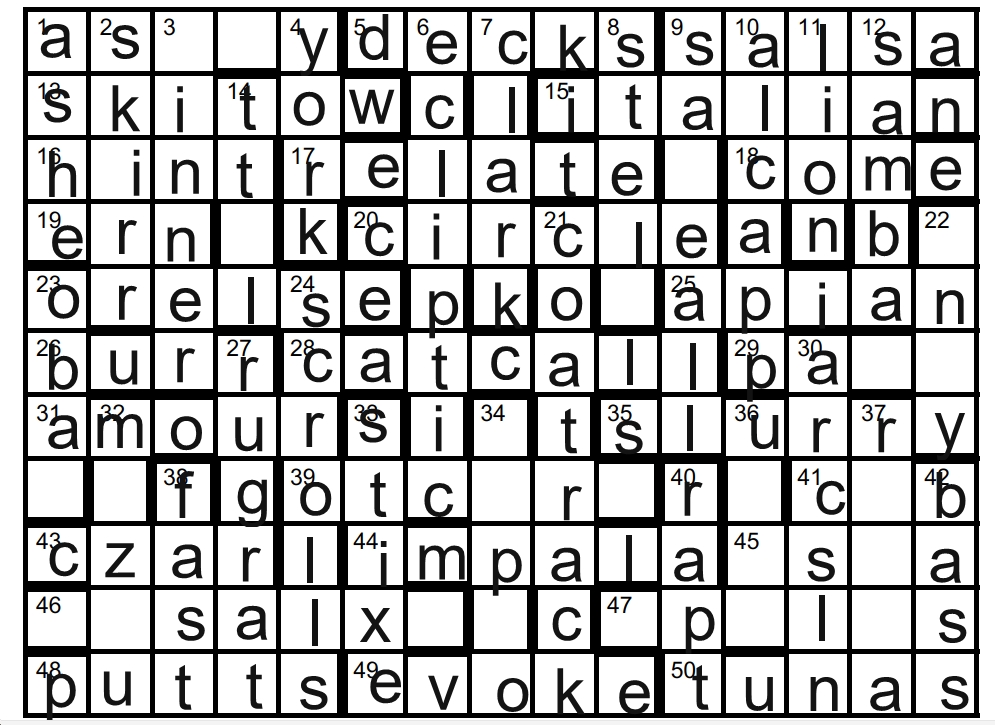 1 a 2 s 3 4 y 5 d 6 e 7 c k 8 s 9 s 10 a 11 l 12 s a
13 s k i 14 t o w c l 15 i t a l i a n
16 h i n t 17 r e l a t e 18 c o m e
19 e r n k 20 c i r 21 c l e a n b 22
23 o r e l 24 s e p k o 25 a p i a n
26 b u r 27 r 28 c a t c a l l 29 p 30 a
31 a 32 m o u r 33 s i 34 t 35 s l 36 u r 37 r y
38 f g 39 o t c r 40 r 41 c 42 b
43 c z a r l 44 i m p a l a 45 s a
46 s a l x c 47 p l s
48 p u t t s 49 e v o k e 50 t u n a s